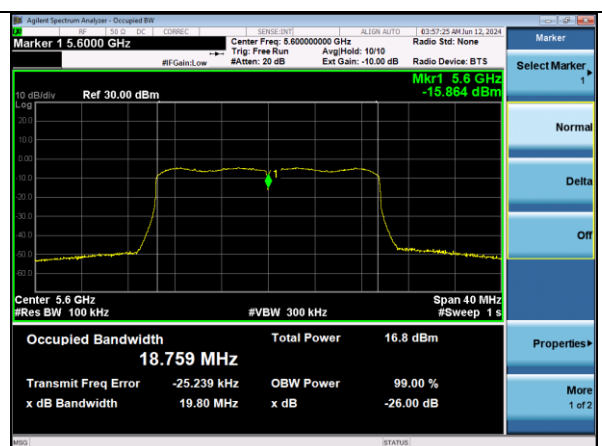 Agilent Spectrum Analyzer - Occupied BW
RF 50 Ω DC CORREC SENSE:INT ALIGN AUTO 03:57:25 AM Jun 12, 2024
Marker 1 5.6000 GHz
Center Freq: 5.600000000 GHz Radio Std: None
Trig: Free Run Avg|Hold: 10/10
#IFGain:Low #Atten: 20 dB Ext Gain: -10.00 dB Radio Device: BTS
Mkr1 5.6 GHz
-15.864 dBm
10 dB/div Ref 30.00 dBm
Log
20.0
10.0
0.00
-10.0
-20.0
-30.0
-40.0
-50.0
-60.0
1
Center 5.6 GHz Span 40 MHz
#Res BW 100 kHz #VBW 300 kHz #Sweep 1 s
Occupied Bandwidth Total Power 16.8 dBm
18.759 MHz
Transmit Freq Error -25.239 kHz OBW Power 99.00 %
x dB Bandwidth 19.80 MHz x dB -26.00 dB
MSG STATUS
Marker
Select Marker
1
Normal
Delta
Off
Properties
More
1 of 2